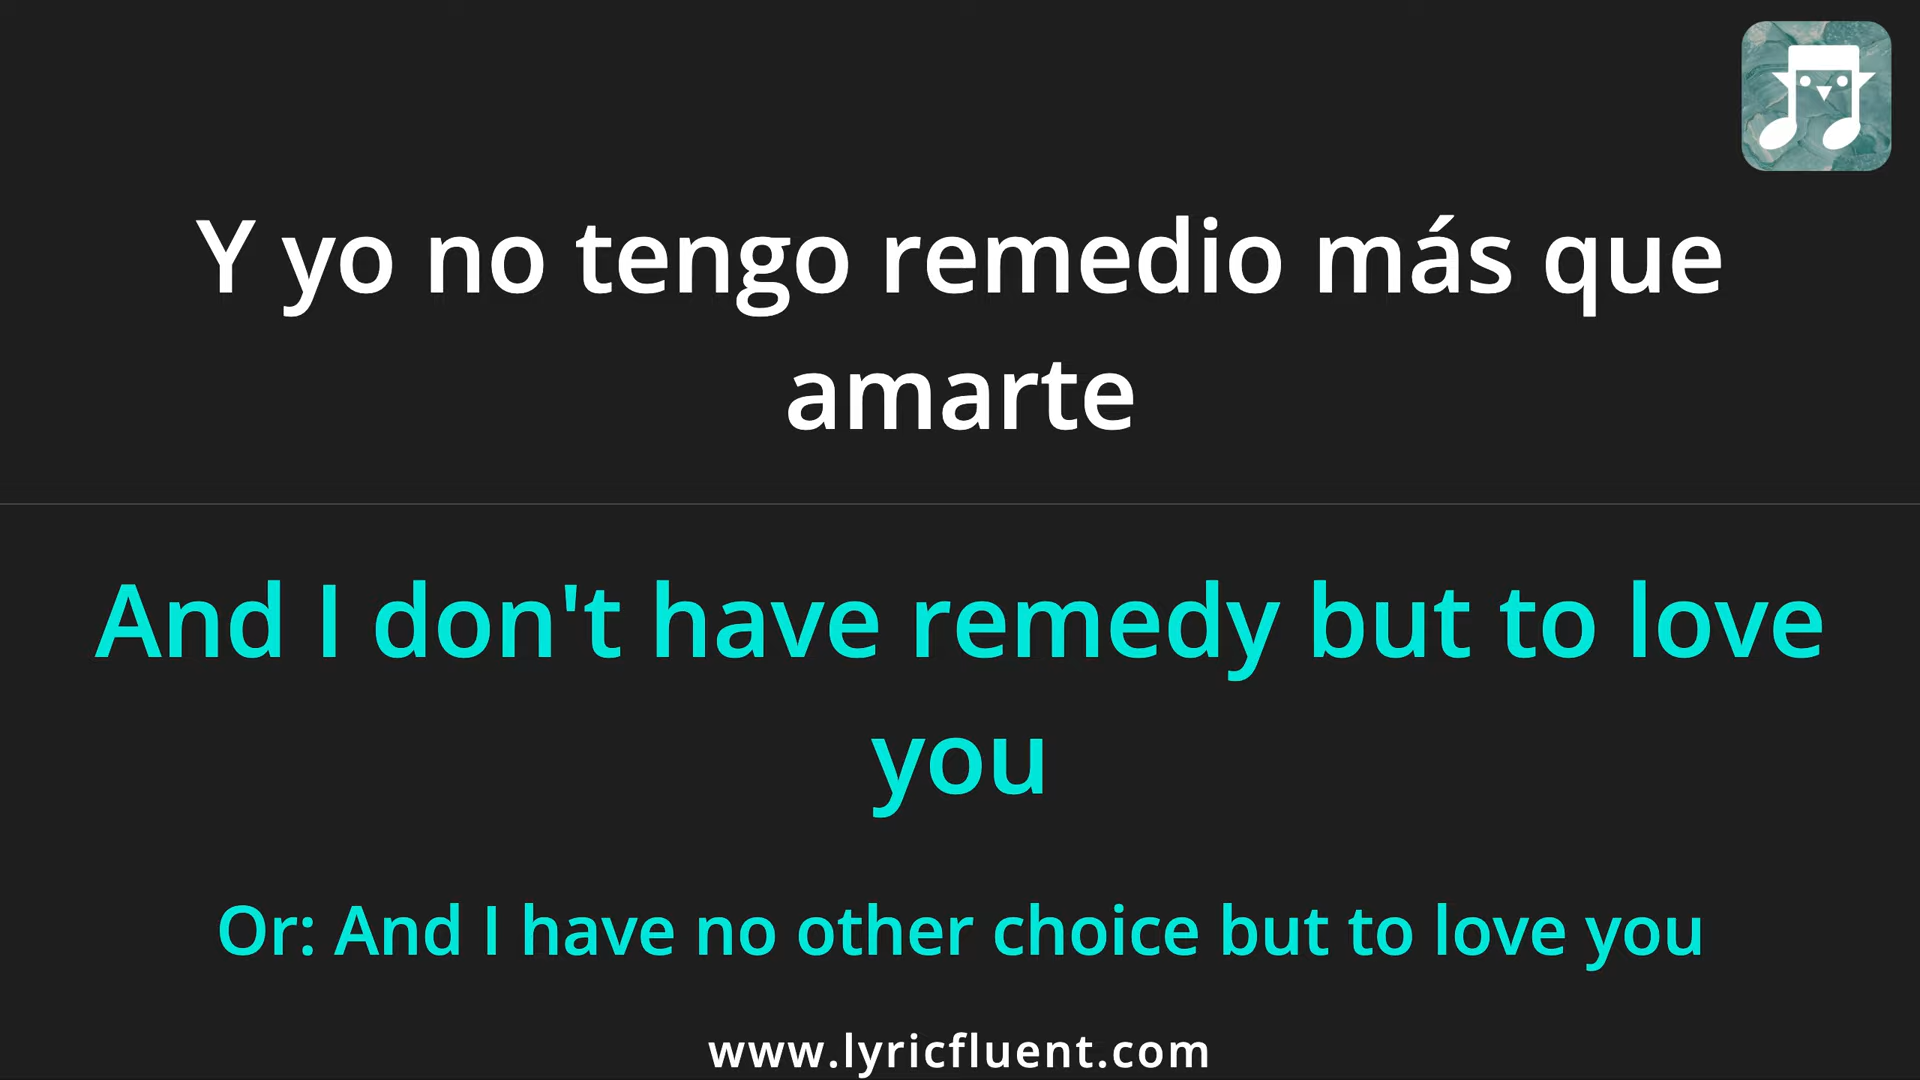 Y yo no tengo remedio más que
amarte
And I don't have remedy but to love
you
Or: And I have no other choice but to love you
www.lyricfluent.com